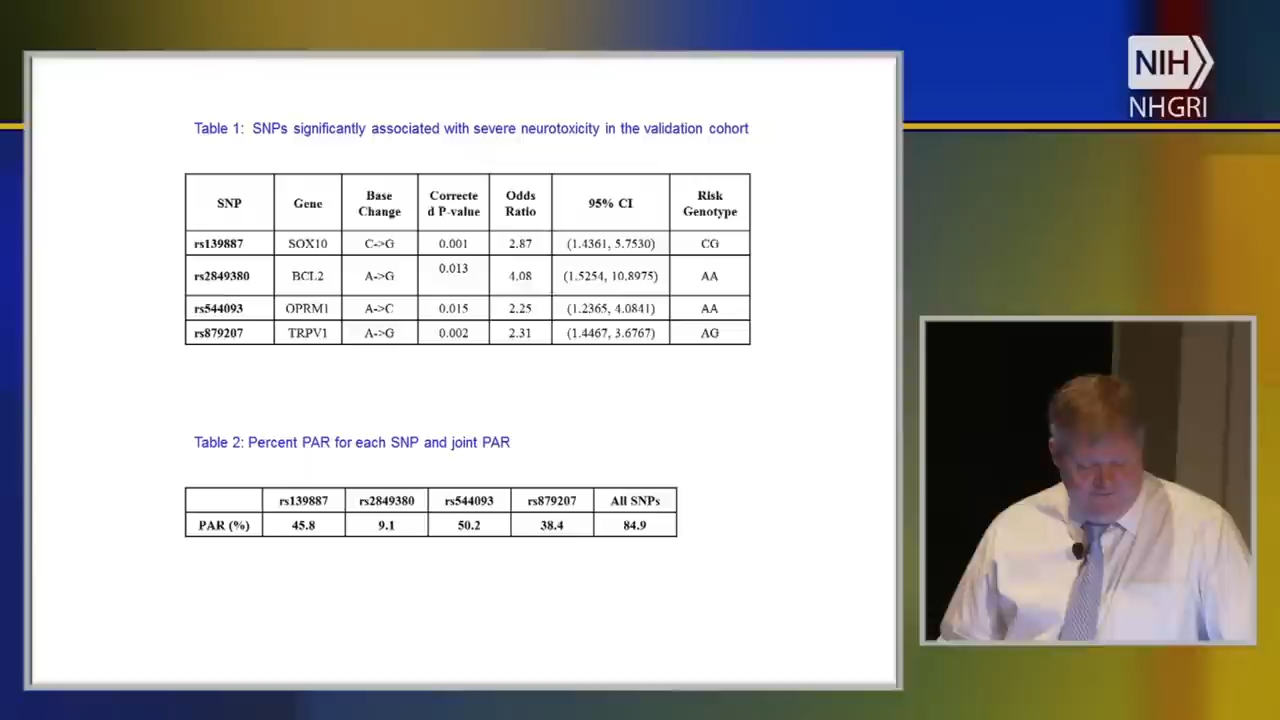 NIH
NHGRI
Table 1: SNPs significantly associated with severe neurotoxicity in the validation cohort
SNP Gene Base Change Correcte d P-value Odds Ratio 95% CI Risk Genotype
rs139887 SOX10 C->G 0.001 2.87 (1.4361, 5.7530) CG
rs2849380 BCL2 A->G 0.013 4.08 (1.5254, 10.8975) AA
rs544093 OPRM1 A->C 0.015 2.25 (1.2365, 4.0841) AA
rs879207 TRPV1 A->G 0.002 2.31 (1.4467, 3.6767) AG
Table 2: Percent PAR for each SNP and joint PAR
rs139887 rs2849380 rs544093 rs879207 All SNPs
PAR (%) 45.8 9.1 50.2 38.4 84.9